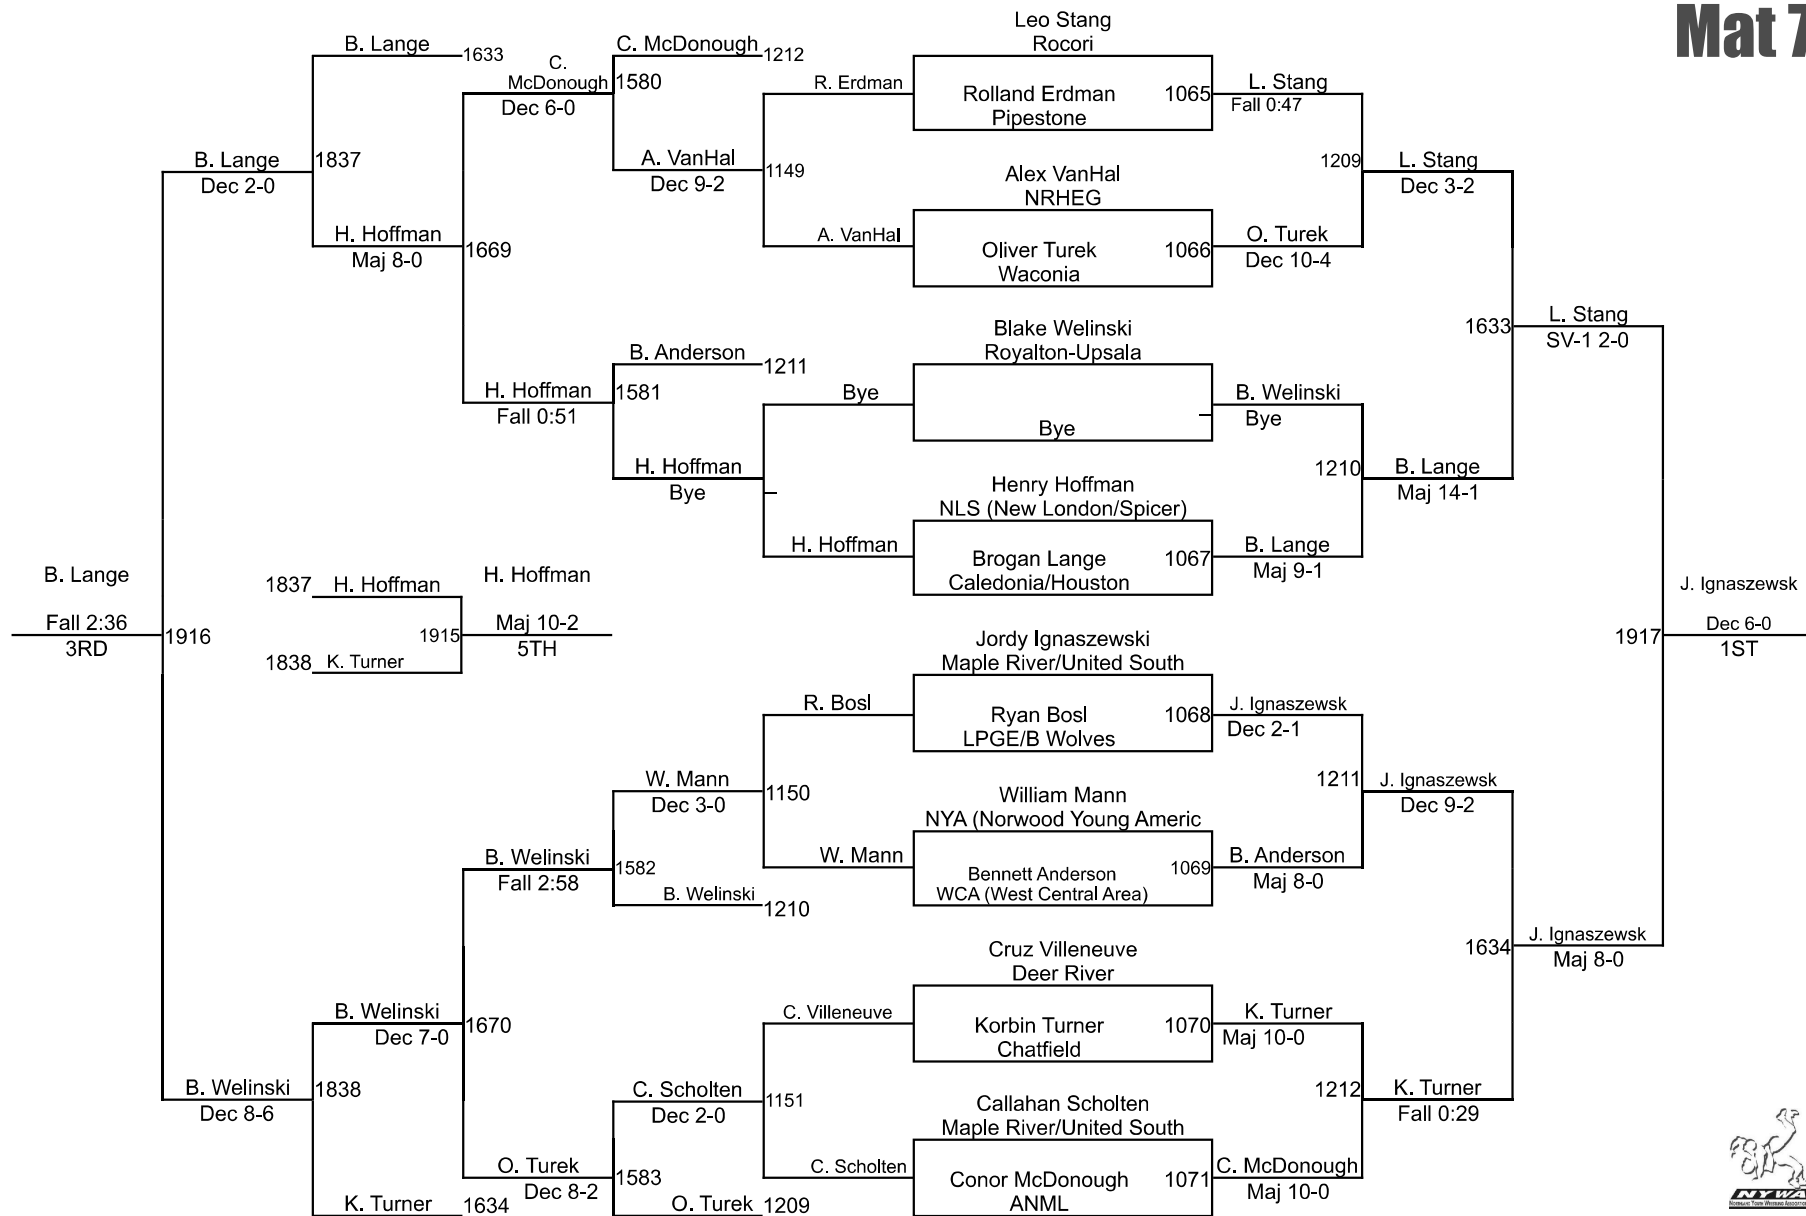 Mat 7
Leo Stang
Rocori
B. Lange
1633
C.
McDonough
Dec 6-0
1580
C. McDonough
1212
R. Erdman
Rolland Erdman
Pipestone
1065
L. Stang
Fall 0:47
B. Lange
Dec 2-0
1837
A. VanHal
Dec 9-2
1149
Alex VanHal
NRHEG
1209
L. Stang
Dec 3-2
H. Hoffman
Maj 8-0
1669
A. VanHal
Oliver Turek
Waconia
1066
O. Turek
Dec 10-4
Blake Welinski
Royalton-Upsala
1633
L. Stang
SV-1 2-0
B. Anderson
1211
H. Hoffman
Fall 0:51
1581
Bye
Bye
B. Welinski
Bye
H. Hoffman
Bye
Henry Hoffman
NLS (New London/Spicer)
1210
B. Lange
Maj 14-1
H. Hoffman
Brogan Lange
Caledonia/Houston
1067
B. Lange
Maj 9-1
B. Lange
Fall 2:36
3RD
1916
1837
H. Hoffman
1838
K. Turner
1915
H. Hoffman
Maj 10-2
5TH
1917
J. Ignaszewsk
Dec 6-0
1ST
Jordy Ignaszewski
Maple River/United South
R. Bosl
Ryan Bosl
LPGE/B Wolves
1068
J. Ignaszewsk
Dec 2-1
W. Mann
Dec 3-0
1150
William Mann
NYA (Norwood Young Americ
1211
J. Ignaszewsk
Dec 9-2
B. Welinski
Fall 2:58
1582
W. Mann
Bennett Anderson
WCA (West Central Area)
1069
B. Anderson
Maj 8-0
B. Welinski
1210
Cruz Villeneuve
Deer River
1634
J. Ignaszewsk
Maj 8-0
B. Welinski
Dec 7-0
1670
C. Villeneuve
Korbin Turner
Chatfield
1070
K. Turner
Maj 10-0
B. Welinski
Dec 8-6
1838
C. Scholten
Dec 2-0
1151
Callahan Scholten
Maple River/United South
1212
K. Turner
Fall 0:29
O. Turek
Dec 8-2
1583
C. Scholten
Conor McDonough
ANML
1071
C. McDonough
Maj 10-0
K. Turner
1634
O. Turek
1209
NYWA